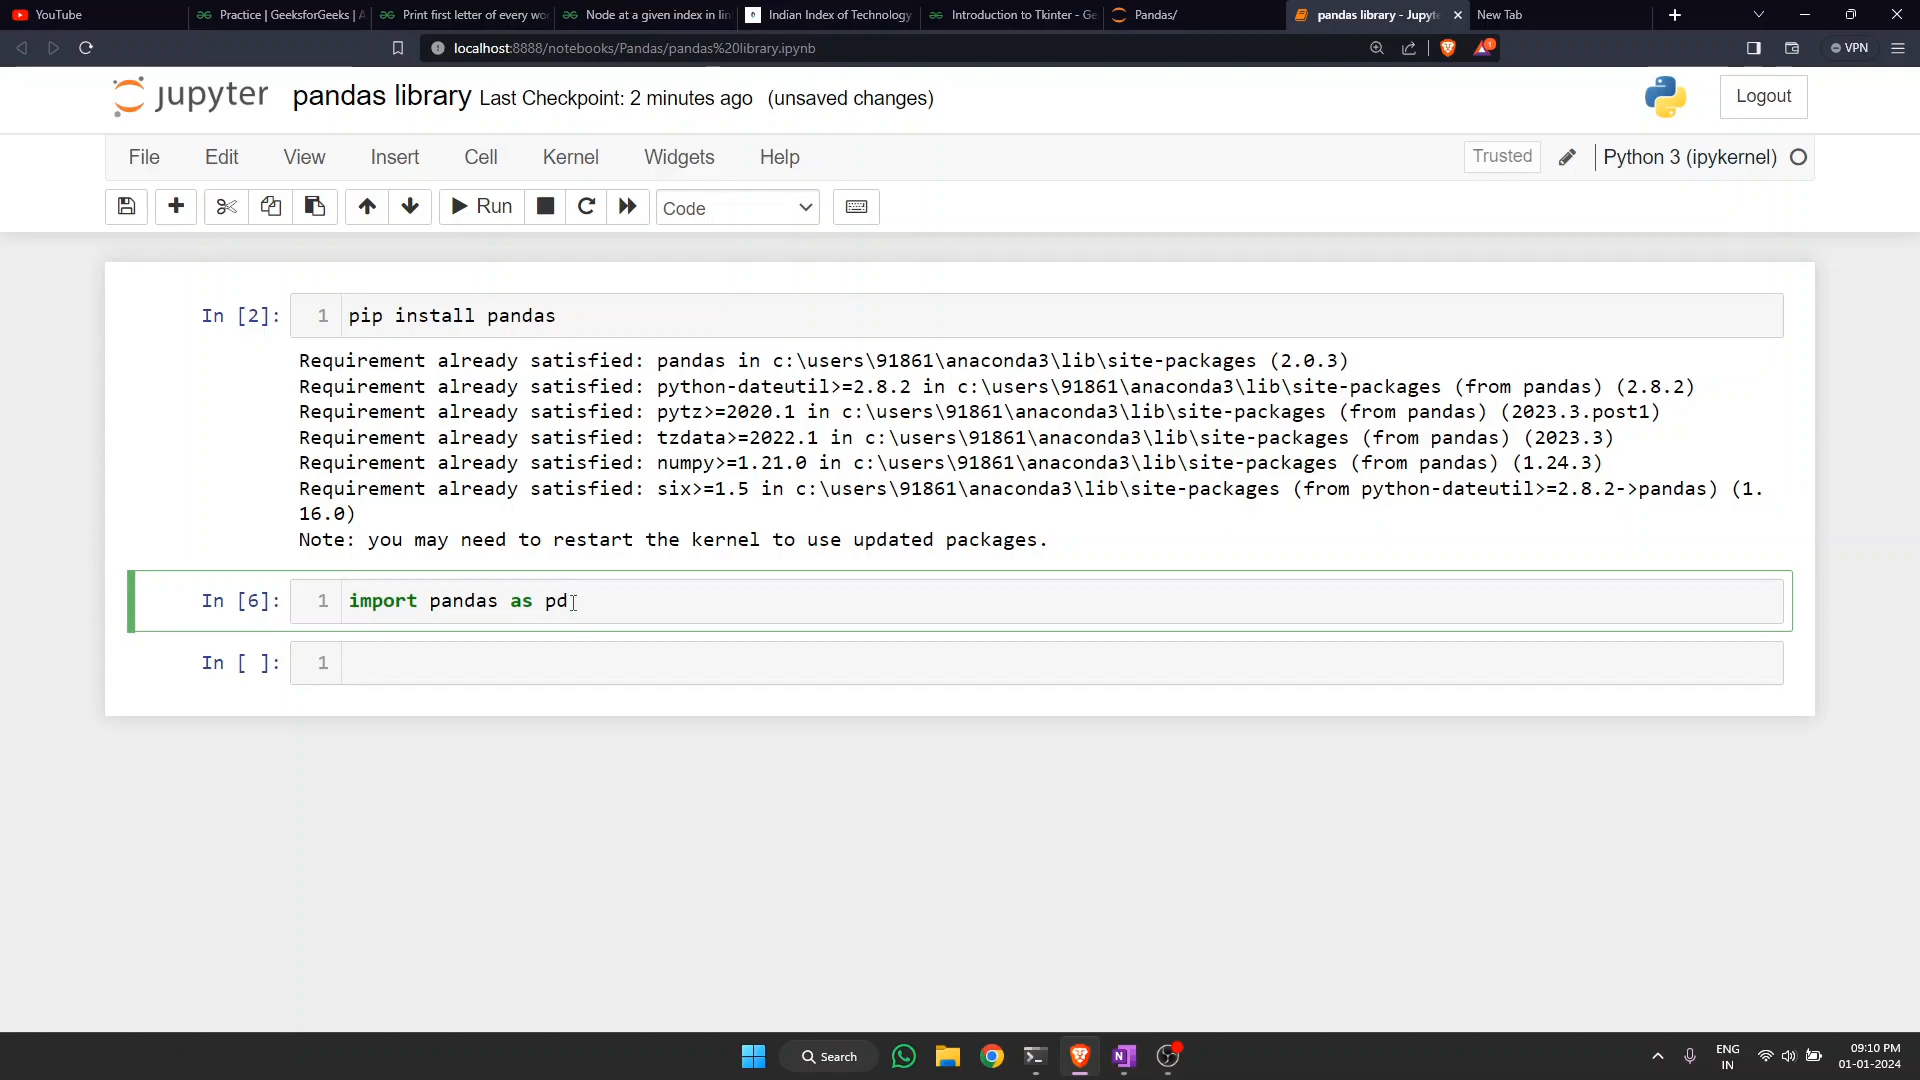 YouTube
Practice | GeeksforGeeks | A
Print first letter of every wo
Node at a given index in lin
Indian Index of Technology
Introduction to Tkinter - Ge
Pandas/
pandas library - Jupyte
New Tab
localhost:8888/notebooks/Pandas/pandas%20library.ipynb
1
VPN
jupyter pandas library Last Checkpoint: 2 minutes ago (unsaved changes)
Logout
File Edit View Insert Cell Kernel Widgets Help
Trusted
Python 3 (ipykernel)
Run
Code
In [2]: 1 pip install pandas
Requirement already satisfied: pandas in c:\users\91861\anaconda3\lib\site-packages (2.0.3)
Requirement already satisfied: python-dateutil>=2.8.2 in c:\users\91861\anaconda3\lib\site-packages (from pandas) (2.8.2)
Requirement already satisfied: pytz>=2020.1 in c:\users\91861\anaconda3\lib\site-packages (from pandas) (2023.3.post1)
Requirement already satisfied: tzdata>=2022.1 in c:\users\91861\anaconda3\lib\site-packages (from pandas) (2023.3)
Requirement already satisfied: numpy>=1.21.0 in c:\users\91861\anaconda3\lib\site-packages (from pandas) (1.24.3)
Requirement already satisfied: six>=1.5 in c:\users\91861\anaconda3\lib\site-packages (from python-dateutil>=2.8.2->pandas) (1.
16.0)
Note: you may need to restart the kernel to use updated packages.
In [6]: 1 import pandas as pd
In [ ]: 1
Search
ENG
IN
09:10 PM
01-01-2024